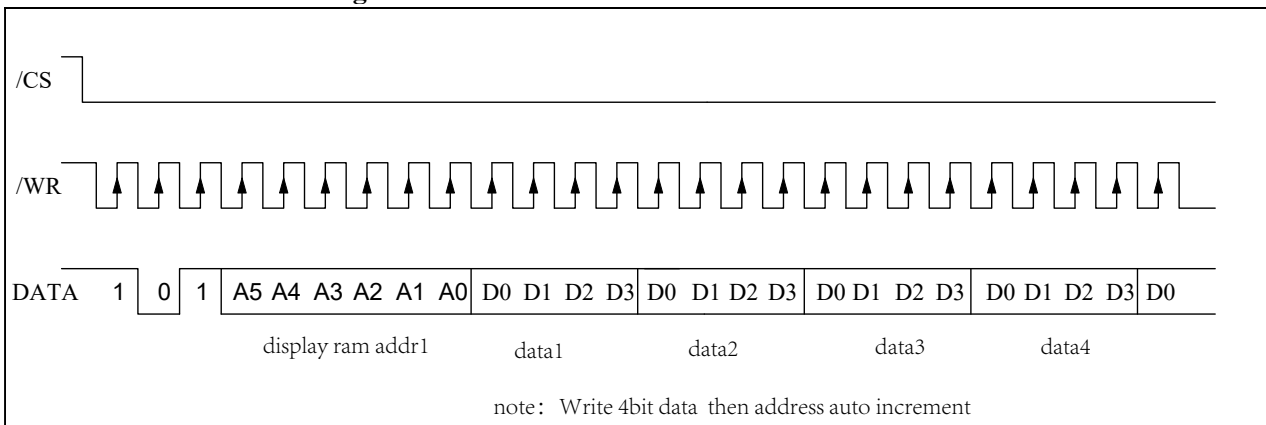 /CS
/WR
DATA 1 0 1 A5 A4 A3 A2 A1 A0 D0 D1 D2 D3 D0 D1 D2 D3 D0 D1 D2 D3 D0 D1 D2 D3 D0
display ram addr1 data1 data2 data3 data4
note： Write 4bit data then address auto increment